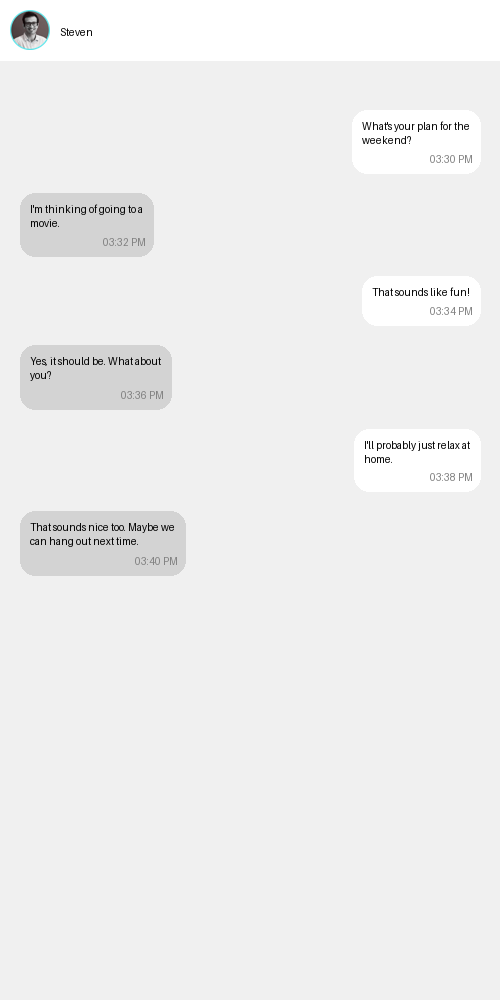 Steven
What's your plan for the
weekend?
03:30 PM
I'm thinking of going to a
movie.
03:32 PM
That sounds like fun!
03:34 PM
Yes, it should be. What about
you?
03:36 PM
I'll probably just relax at
home.
03:38 PM
That sounds nice too. Maybe we
can hang out next time.
03:40 PM